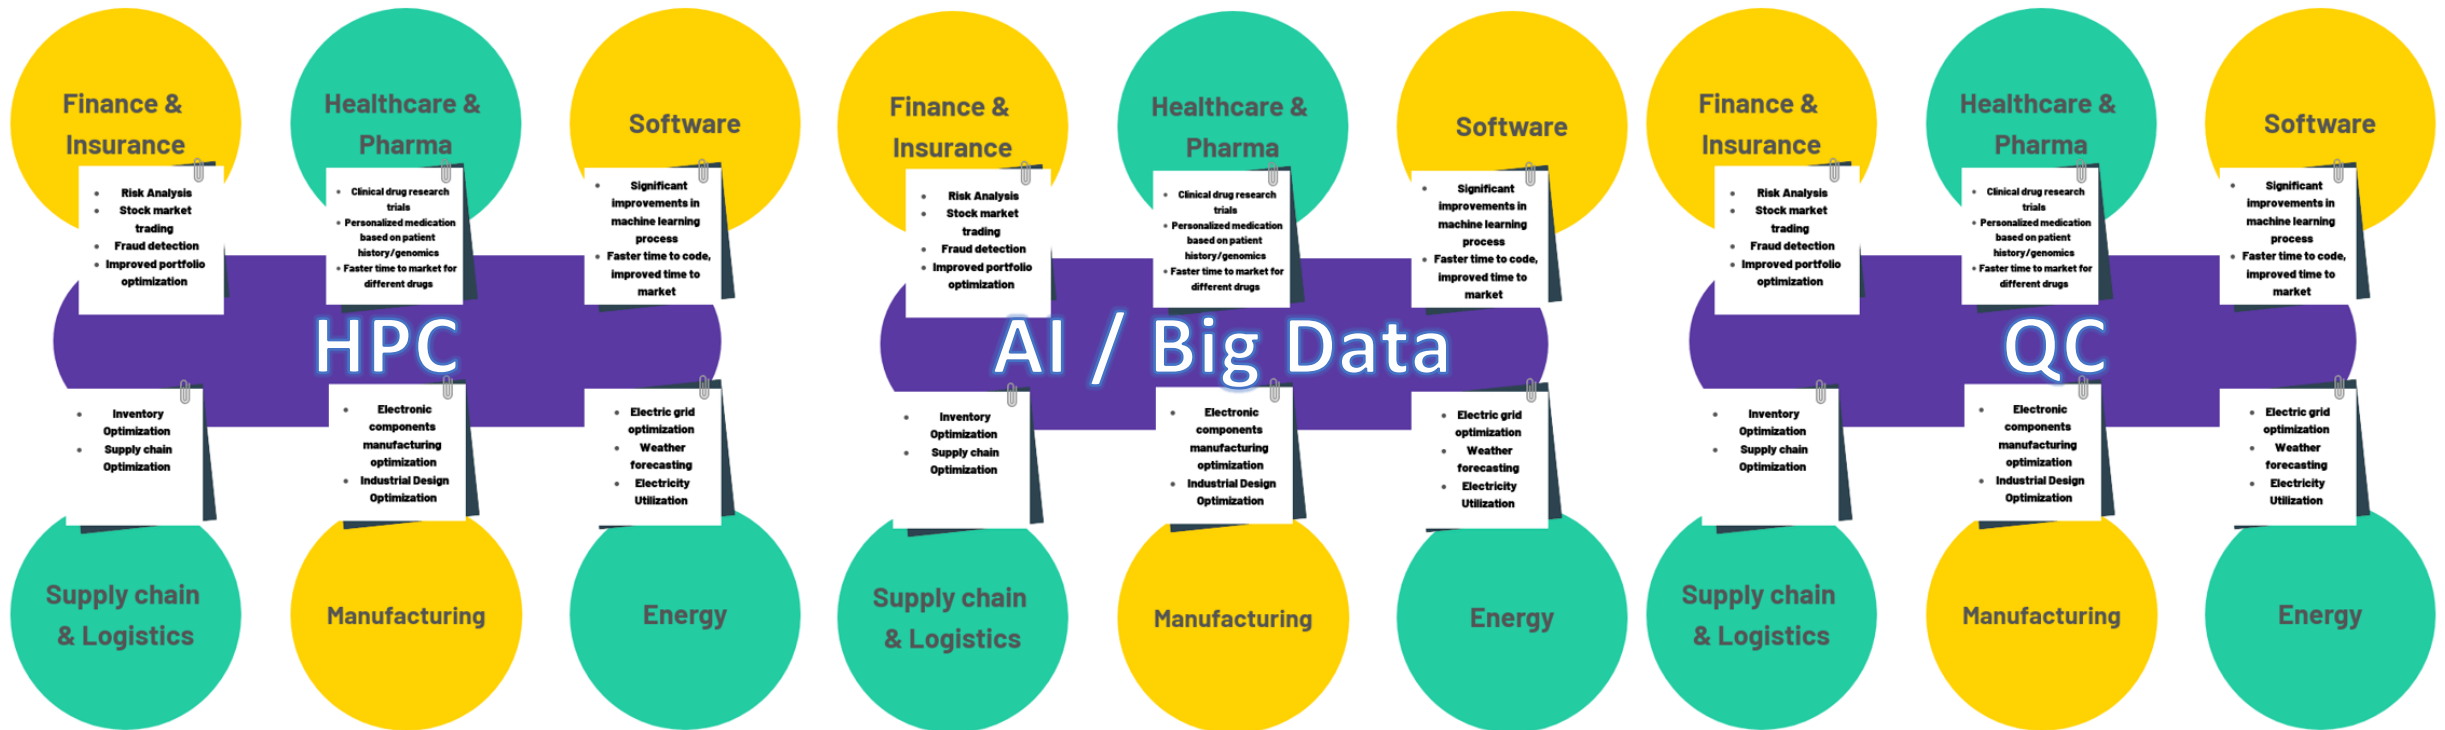 Finance &
Insurance
• Risk Analysis
• Stock market
trading
• Fraud detection
• Improved portfolio
optimization
Healthcare &
Pharma
• Clinical drug research
trials
• Personalized medication
based on patient
history/genomics
• Faster time to market for
different drugs
Software
• Significant
improvements in
machine learning
process
• Faster time to code,
improved time to
market
HPC
• Inventory
Optimization
• Supply chain
Optimization
Supply chain
& Logistics
• Electronic
components
manufacturing
optimization
• Industrial Design
Optimization
Manufacturing
• Electric grid
optimization
• Weather
forecasting
• Electricity
Utilization
Energy
Finance &
Insurance
• Risk Analysis
• Stock market
trading
• Fraud detection
• Improved portfolio
optimization
Healthcare &
Pharma
• Clinical drug research
trials
• Personalized medication
based on patient
history/genomics
• Faster time to market for
different drugs
Software
• Significant
improvements in
machine learning
process
• Faster time to code,
improved time to
market
AI / Big Data
• Inventory
Optimization
• Supply chain
Optimization
Supply chain
& Logistics
• Electronic
components
manufacturing
optimization
• Industrial Design
Optimization
Manufacturing
• Electric grid
optimization
• Weather
forecasting
• Electricity
Utilization
Energy
Finance &
Insurance
• Risk Analysis
• Stock market
trading
• Fraud detection
• Improved portfolio
optimization
Healthcare &
Pharma
• Clinical drug research
trials
• Personalized medication
based on patient
history/genomics
• Faster time to market for
different drugs
Software
• Significant
improvements in
machine learning
process
• Faster time to code,
improved time to
market
QC
• Inventory
Optimization
• Supply chain
Optimization
Supply chain
& Logistics
• Electronic
components
manufacturing
optimization
• Industrial Design
Optimization
Manufacturing
• Electric grid
optimization
• Weather
forecasting
• Electricity
Utilization
Energy